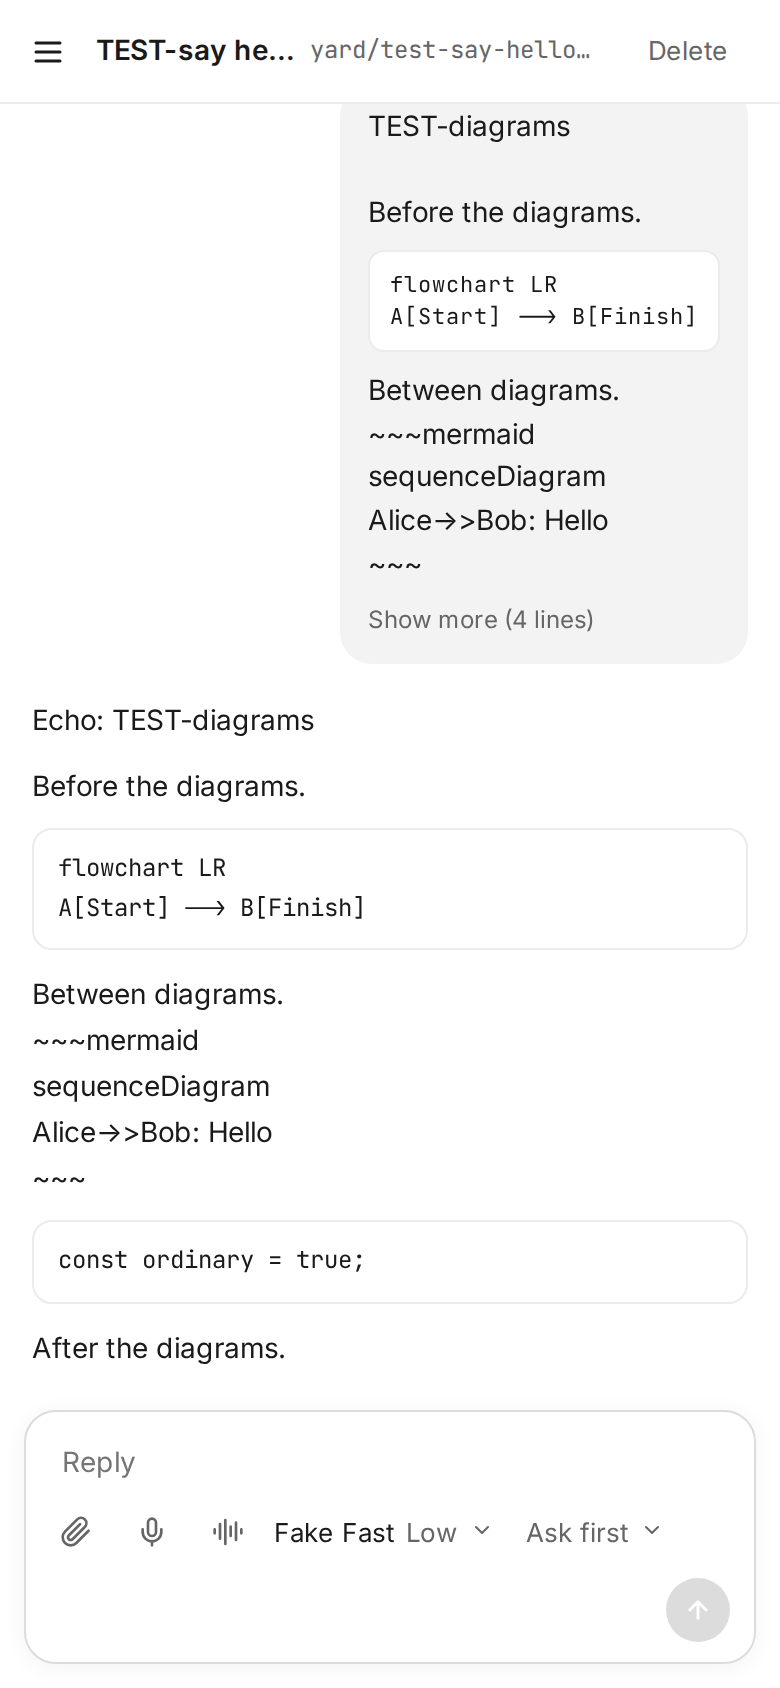 TEST-say he... yard/test-say-hello… Delete
TEST-diagrams
Before the diagrams.
flowchart LR
A[Start] --> B[Finish]
Between diagrams.
~~~mermaid
sequenceDiagram
Alice->>Bob: Hello
~~~
Show more (4 lines)
Echo: TEST-diagrams
Before the diagrams.
flowchart LR
A[Start] --> B[Finish]
Between diagrams.
~~~mermaid
sequenceDiagram
Alice->>Bob: Hello
~~~
const ordinary = true;
After the diagrams.
Reply
Fake Fast Low Ask first